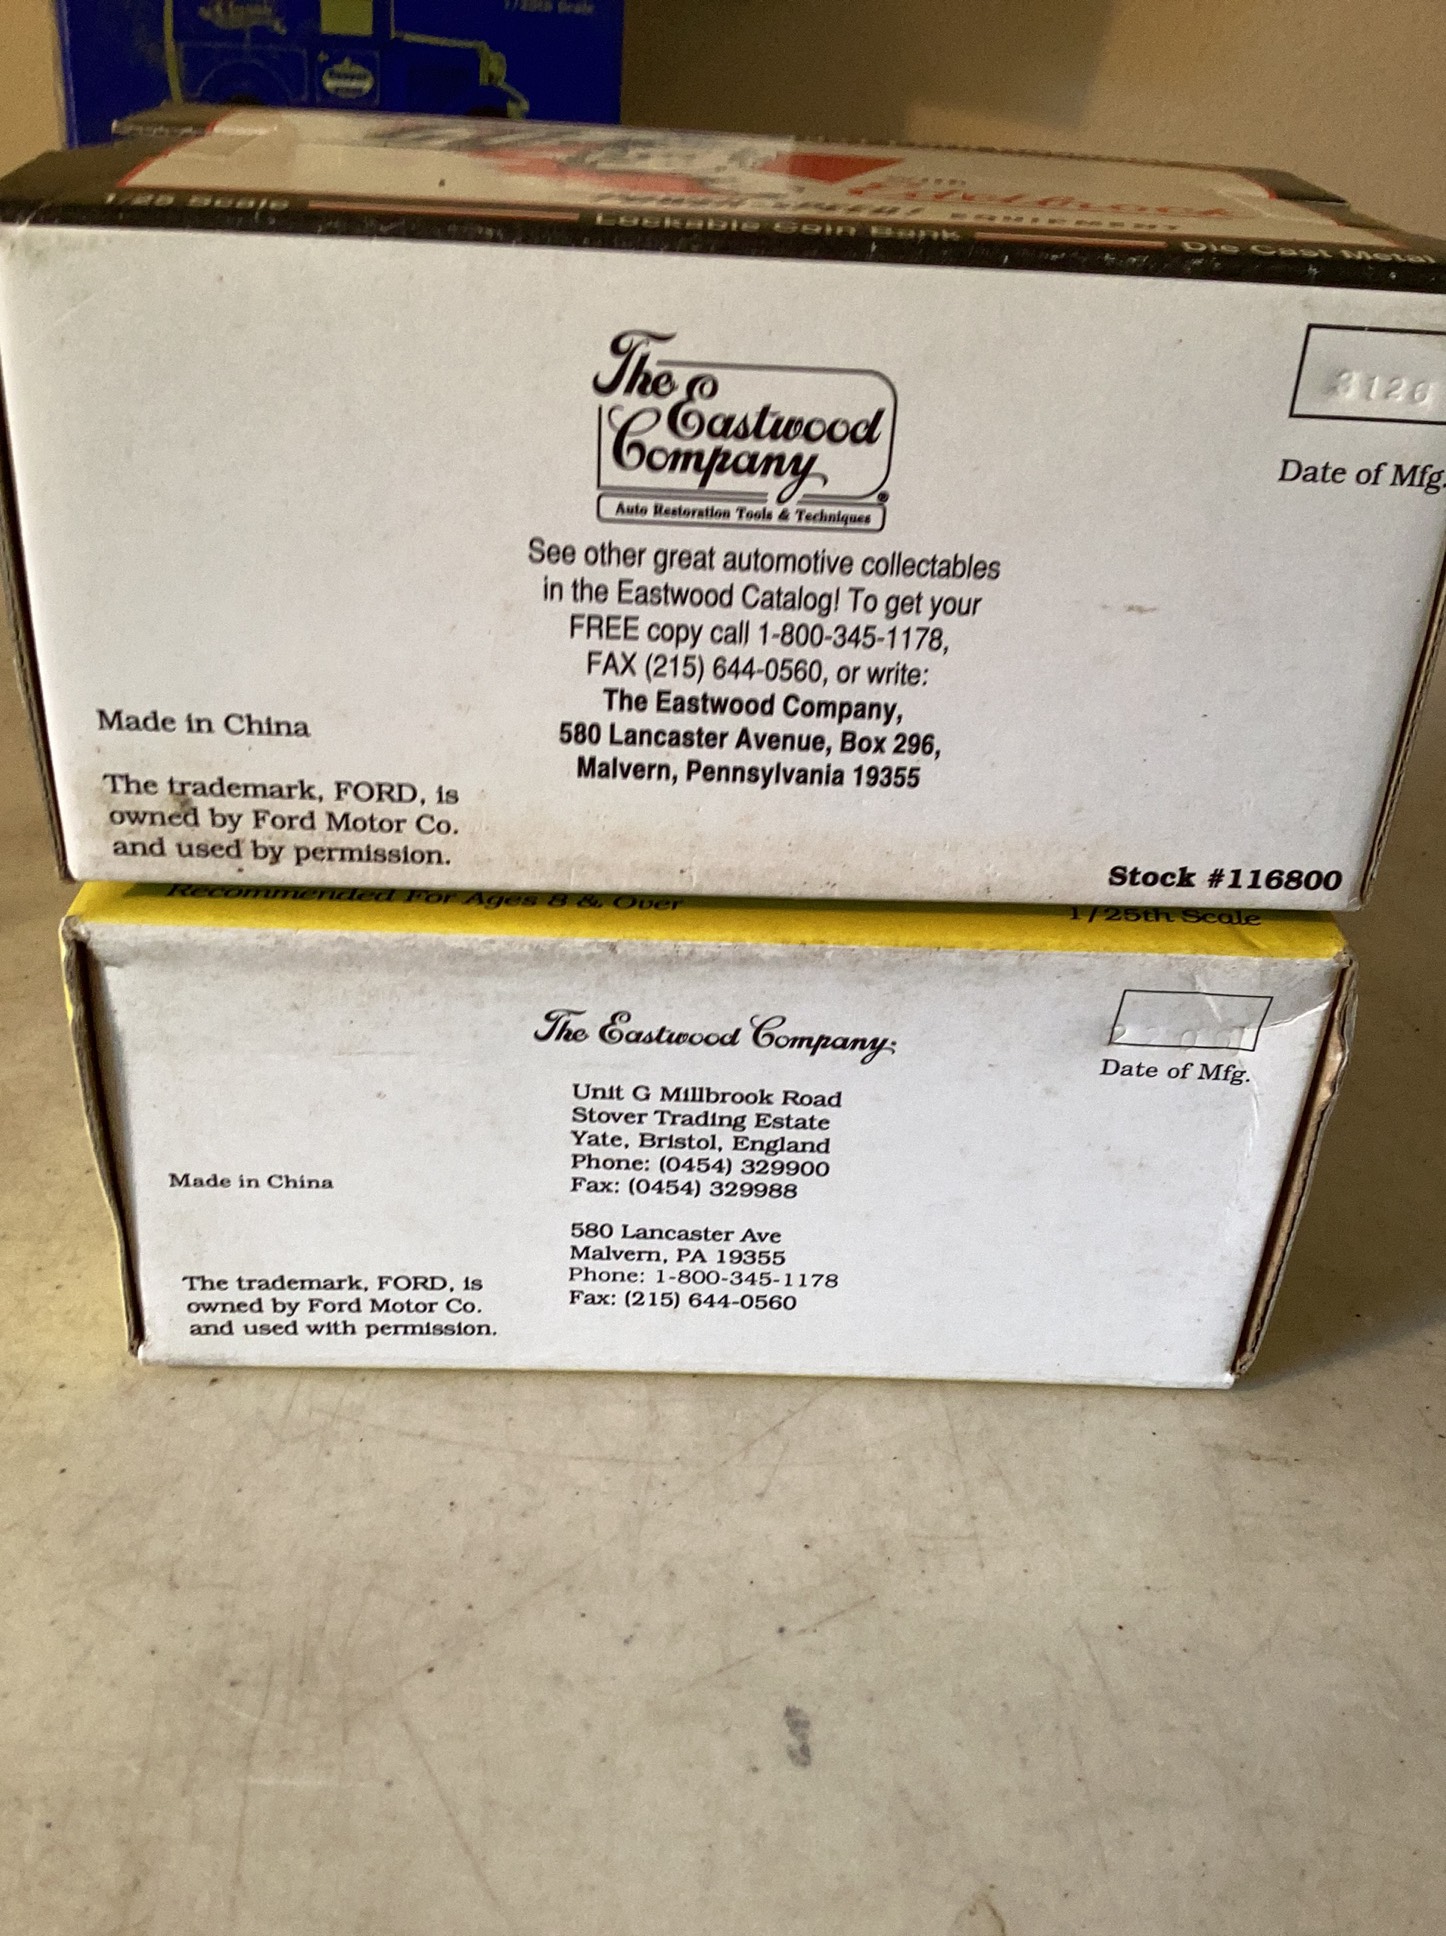 1/25th Scale
1/25 Scale
Lockable Coin Bank
Die Cast Metal
Edelbrock
EQUIPMENT
The
Eastwood
Company
®
Auto Restoration Tools & Techniques
3126
Date of Mfg.
See other great automotive collectables
in the Eastwood Catalog! To get your
FREE copy call 1-800-345-1178,
FAX (215) 644-0560, or write:
The Eastwood Company,
580 Lancaster Avenue, Box 296,
Malvern, Pennsylvania 19355
Made in China
The trademark, FORD, is
owned by Ford Motor Co.
and used by permission.
Stock #116800
Recommended For Ages 8 & Over
1/25th Scale
The Eastwood Company
Date of Mfg.
Unit G Millbrook Road
Stover Trading Estate
Yate, Bristol, England
Phone: (0454) 329900
Fax: (0454) 329988
580 Lancaster Ave
Malvern, PA 19355
Phone: 1-800-345-1178
Fax: (215) 644-0560
Made in China
The trademark, FORD, is
owned by Ford Motor Co.
and used with permission.